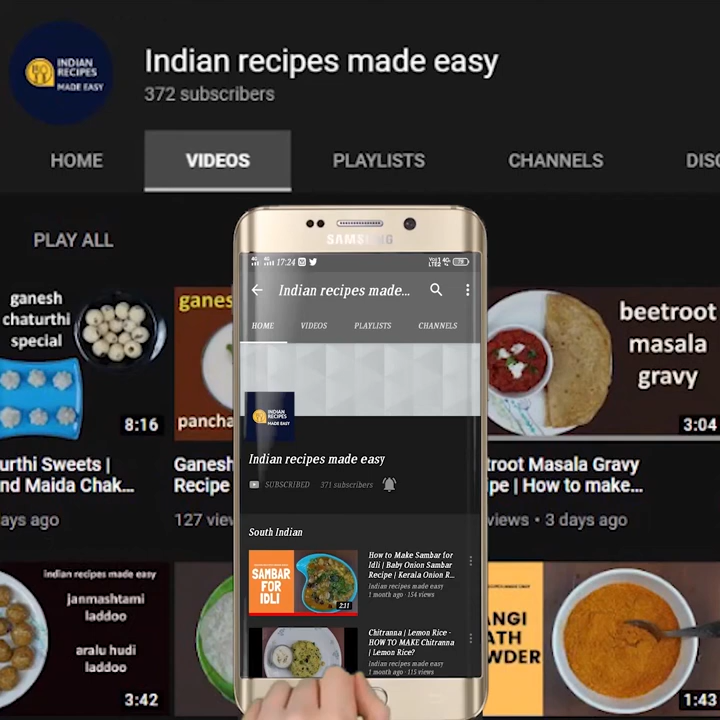 INDIAN
RECIPES
MADE EASY
Indian recipes made easy
372 subscribers
HOME
VIDEOS
PLAYLISTS
CHANNELS
DISC
PLAY ALL
ganesh
chaturthi
special
8:16
urthi Sweets |
nd Maida Chak...
ays ago
ganes
pancha
Ganesh
Recipe
127 view
SAMSUNG
17:24
Indian recipes made...
HOME
VIDEOS
PLAYLISTS
CHANNELS
INDIAN
RECIPES
MADE EASY
Indian recipes made easy
SUBSCRIBED 371 subscribers
South Indian
SAMBAR
FOR
IDLI
2:11
How to Make Sambar for
Idli | Baby Onion Sambar
Recipe | Kerala Onion R...
Indian recipes made easy
1 month ago · 154 views
Chitranna | Lemon Rice -
HOW TO MAKE Chitranna
| Lemon Rice?
Indian recipes made easy
1 month ago · 115 views
beetroot
masala
gravy
3:04
troot Masala Gravy
ipe | How to make...
views • 3 days ago
indian recipes made easy
janmashtami
laddoo
aralu hudi
laddoo
3:42
ANGI
ATH
WDER
1:43